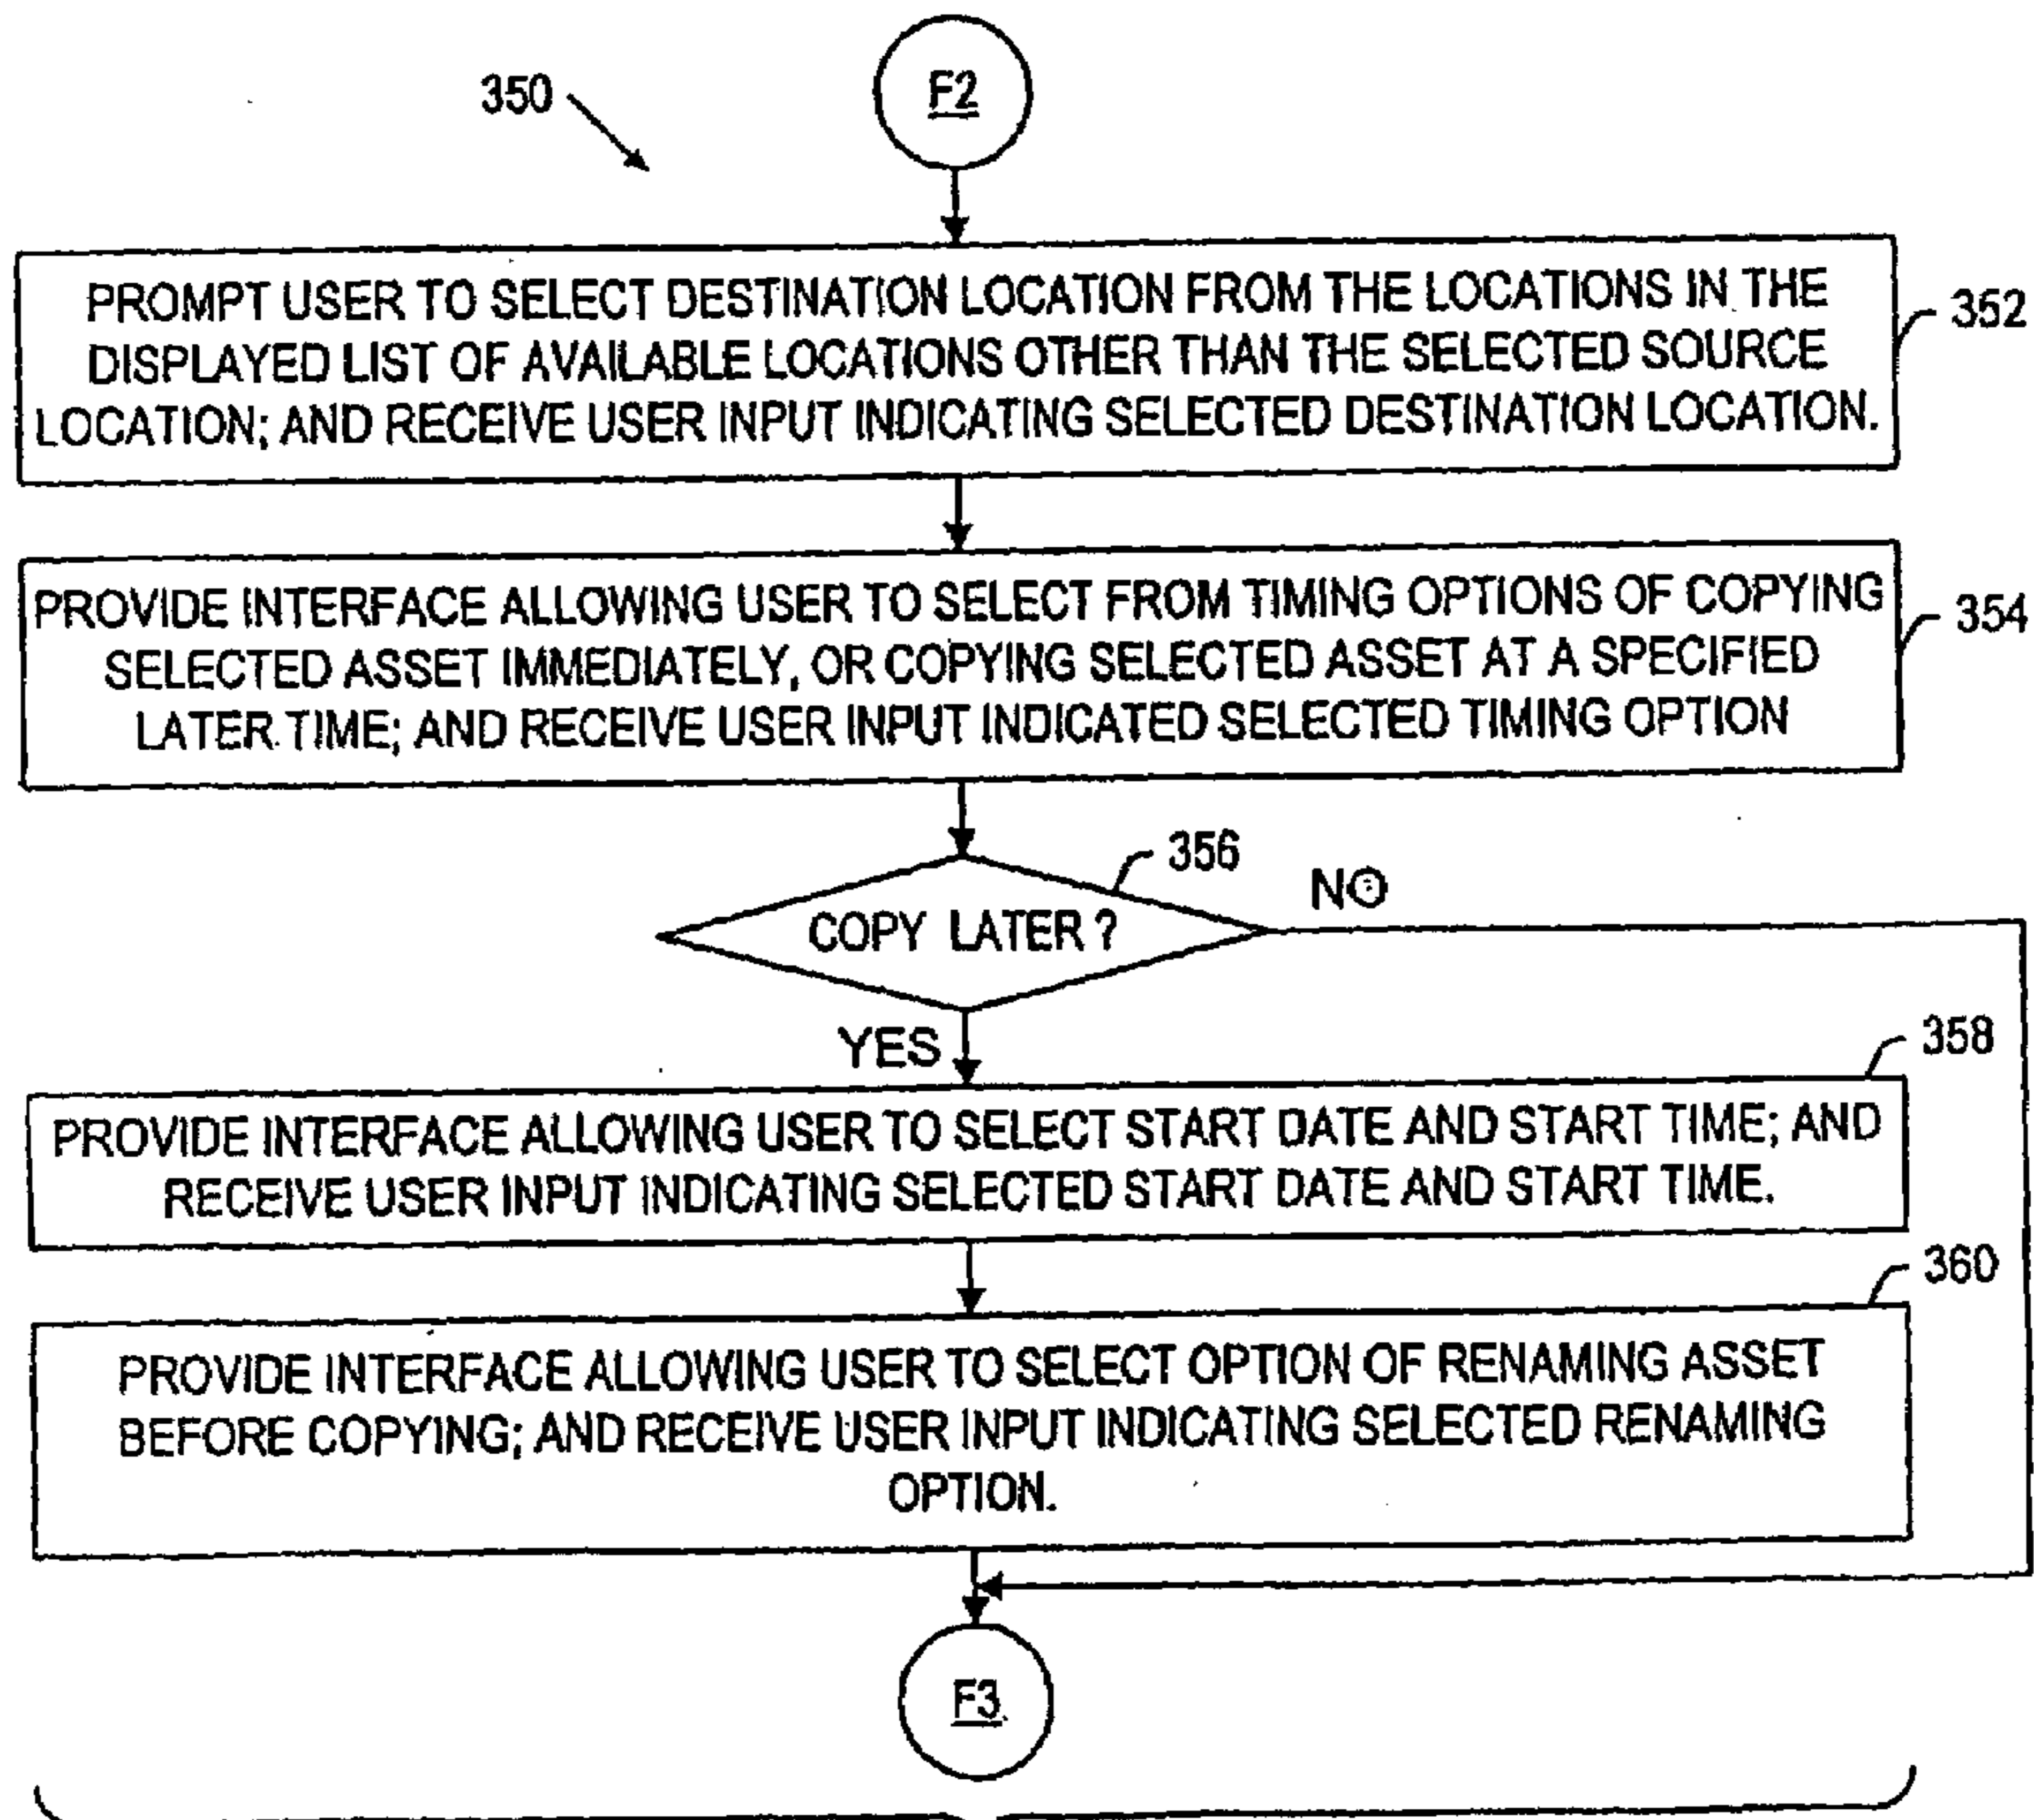 F2
350
PROMPT USER TO SELECT DESTINATION LOCATION FROM THE LOCATIONS IN THE
DISPLAYED LIST OF AVAILABLE LOCATIONS OTHER THAN THE SELECTED SOURCE
LOCATION; AND RECEIVE USER INPUT INDICATING SELECTED DESTINATION LOCATION.
352
PROVIDE INTERFACE ALLOWING USER TO SELECT FROM TIMING OPTIONS OF COPYING
SELECTED ASSET IMMEDIATELY, OR COPYING SELECTED ASSET AT A SPECIFIED
LATER TIME; AND RECEIVE USER INPUT INDICATED SELECTED TIMING OPTION
354
356
NO
COPY LATER?
YES
358
PROVIDE INTERFACE ALLOWING USER TO SELECT START DATE AND START TIME; AND
RECEIVE USER INPUT INDICATING SELECTED START DATE AND START TIME.
360
PROVIDE INTERFACE ALLOWING USER TO SELECT OPTION OF RENAMING ASSET
BEFORE COPYING; AND RECEIVE USER INPUT INDICATING SELECTED RENAMING
OPTION.
F3